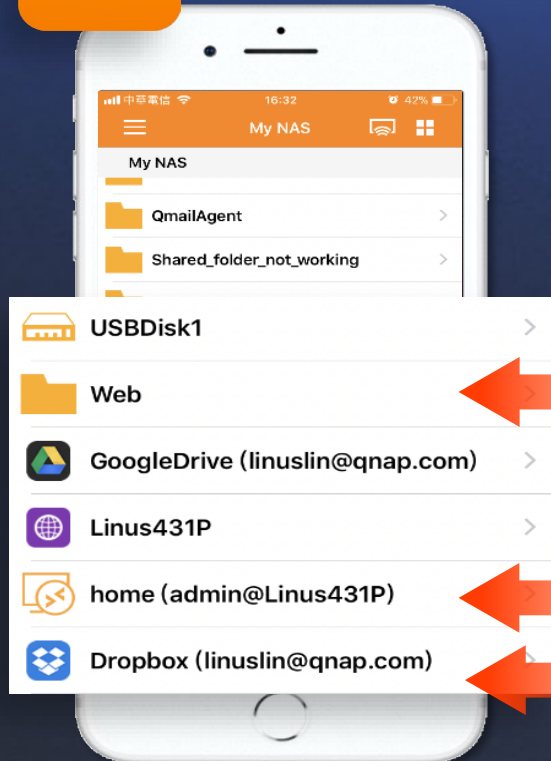 中華電信 16:32 42%
My NAS
My NAS
QmailAgent
Shared_folder_not_working
USBDisk1
Web
GoogleDrive (linuslin@qnap.com)
Linus431P
home (admin@Linus431P)
Dropbox (linuslin@qnap.com)